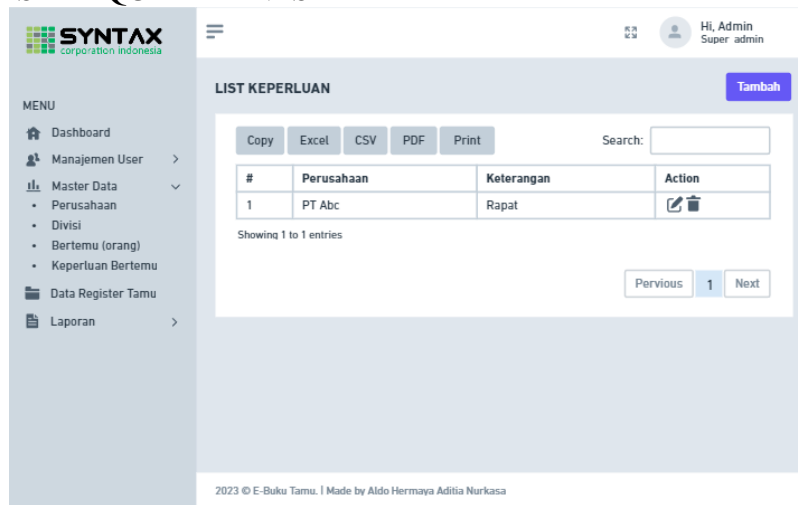 SYNTAX
corporation indonesia
Hi, Admin
Super admin
MENU
Dashboard
Manajemen User
Master Data
Perusahaan
Divisi
Bertemu (orang)
Keperluan Bertemu
Data Register Tamu
Laporan
LIST KEPERLUAN
Tambah
Copy Excel CSV PDF Print Search:
# Perusahaan Keterangan Action
1 PT Abc Rapat
Showing 1 to 1 entries
Pervious 1 Next
2023 © E-Buku Tamu. | Made by Aldo Hermaya Aditia Nurkasa